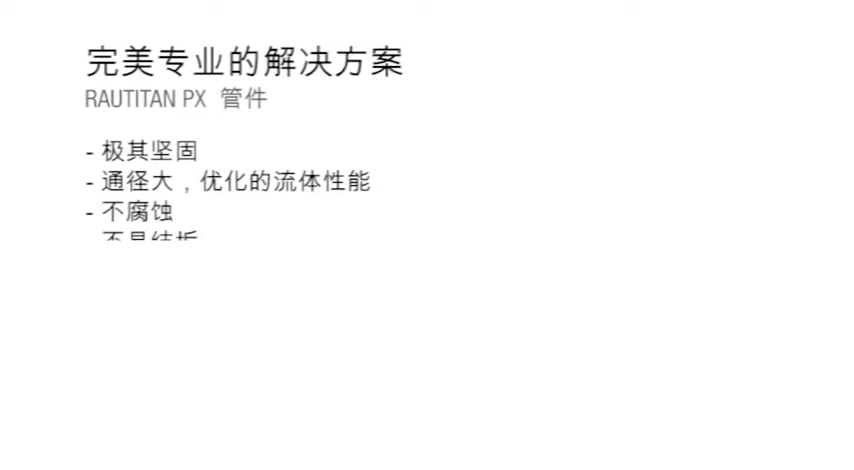 完美专业的解决方案
RAUTITAN PX 管件
- 极其坚固
- 通径大，优化的流体性能
- 不腐蚀